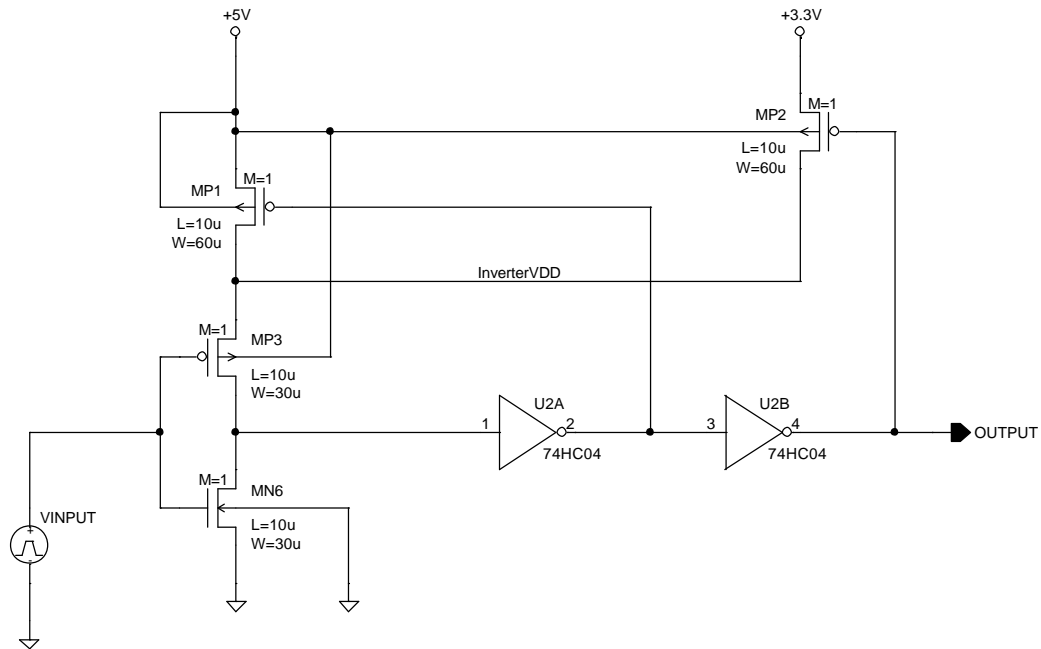 +5V
+3.3V
MP2
M=1
L=10u
W=60u
M=1
MP1
L=10u
W=60u
InverterVDD
M=1
MP3
L=10u
W=30u
1
U2A
2
74HC04
3
U2B
4
74HC04
OUTPUT
M=1
MN6
L=10u
W=30u
VINPUT
+
-